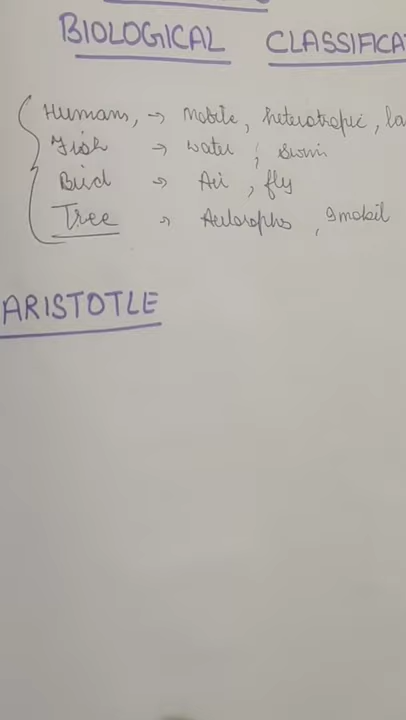 BIOLOGICAL CLASSIFICA
Humans, → Mobile, heterotropic, la
Fish → water, swim
Bird → Air, fly
Tree → Autotrophs, Imobil
ARISTOTLE